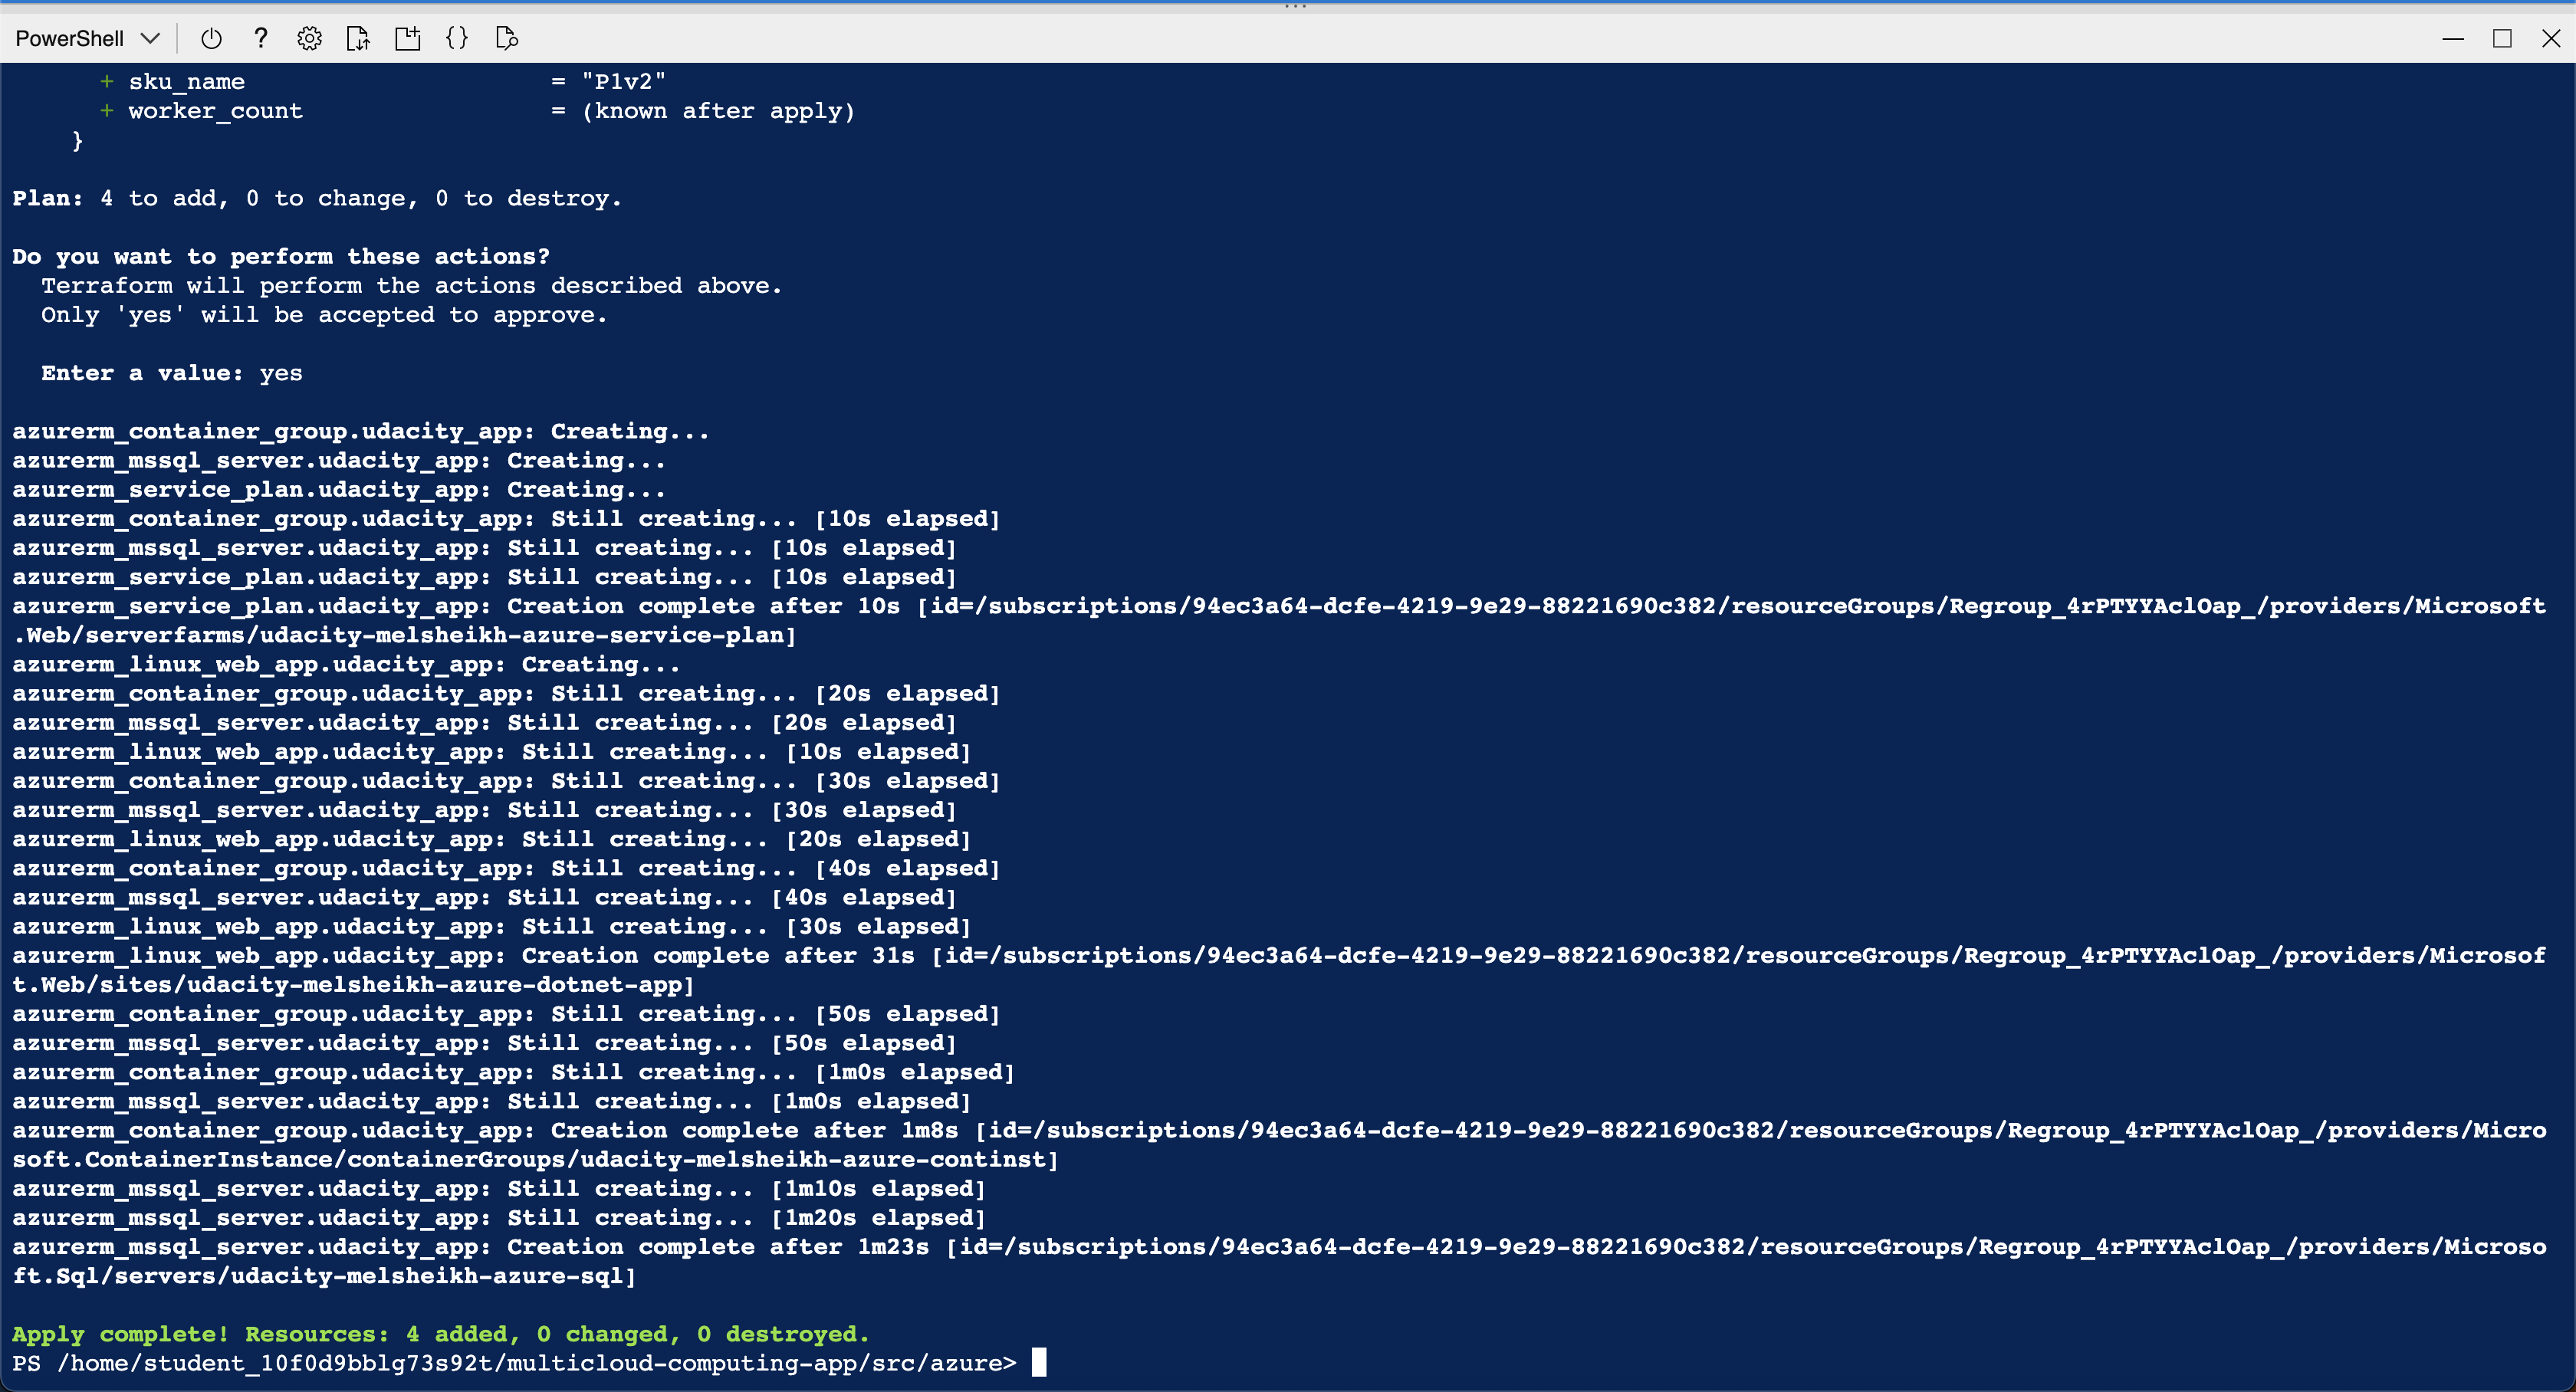 PowerShell
+ sku_name = "P1v2"
+ worker_count = (known after apply)
}
Plan: 4 to add, 0 to change, 0 to destroy.
Do you want to perform these actions?
Terraform will perform the actions described above.
Only 'yes' will be accepted to approve.
Enter a value: yes
azurerm_container_group.udacity_app: Creating...
azurerm_mssql_server.udacity_app: Creating...
azurerm_service_plan.udacity_app: Creating...
azurerm_container_group.udacity_app: Still creating... [10s elapsed]
azurerm_mssql_server.udacity_app: Still creating... [10s elapsed]
azurerm_service_plan.udacity_app: Still creating... [10s elapsed]
azurerm_service_plan.udacity_app: Creation complete after 10s [id=/subscriptions/94ec3a64-dcfe-4219-9e29-88221690c382/resourceGroups/Regroup_4rPTYYAclOap_/providers/Microsoft
.Web/serverfarms/udacity-melsheikh-azure-service-plan]
azurerm_linux_web_app.udacity_app: Creating...
azurerm_container_group.udacity_app: Still creating... [20s elapsed]
azurerm_mssql_server.udacity_app: Still creating... [20s elapsed]
azurerm_linux_web_app.udacity_app: Still creating... [10s elapsed]
azurerm_container_group.udacity_app: Still creating... [30s elapsed]
azurerm_mssql_server.udacity_app: Still creating... [30s elapsed]
azurerm_linux_web_app.udacity_app: Still creating... [20s elapsed]
azurerm_container_group.udacity_app: Still creating... [40s elapsed]
azurerm_mssql_server.udacity_app: Still creating... [40s elapsed]
azurerm_linux_web_app.udacity_app: Still creating... [30s elapsed]
azurerm_linux_web_app.udacity_app: Creation complete after 31s [id=/subscriptions/94ec3a64-dcfe-4219-9e29-88221690c382/resourceGroups/Regroup_4rPTYYAclOap_/providers/Microsof
t.Web/sites/udacity-melsheikh-azure-dotnet-app]
azurerm_container_group.udacity_app: Still creating... [50s elapsed]
azurerm_mssql_server.udacity_app: Still creating... [50s elapsed]
azurerm_container_group.udacity_app: Still creating... [1m0s elapsed]
azurerm_mssql_server.udacity_app: Still creating... [1m0s elapsed]
azurerm_container_group.udacity_app: Creation complete after 1m8s [id=/subscriptions/94ec3a64-dcfe-4219-9e29-88221690c382/resourceGroups/Regroup_4rPTYYAclOap_/providers/Micro
soft.ContainerInstance/containerGroups/udacity-melsheikh-azure-continst]
azurerm_mssql_server.udacity_app: Still creating... [1m10s elapsed]
azurerm_mssql_server.udacity_app: Still creating... [1m20s elapsed]
azurerm_mssql_server.udacity_app: Creation complete after 1m23s [id=/subscriptions/94ec3a64-dcfe-4219-9e29-88221690c382/resourceGroups/Regroup_4rPTYYAclOap_/providers/Microso
ft.Sql/servers/udacity-melsheikh-azure-sql]
Apply complete! Resources: 4 added, 0 changed, 0 destroyed.
PS /home/student_10f0d9bblg73s92t/multicloud-computing-app/src/azure>